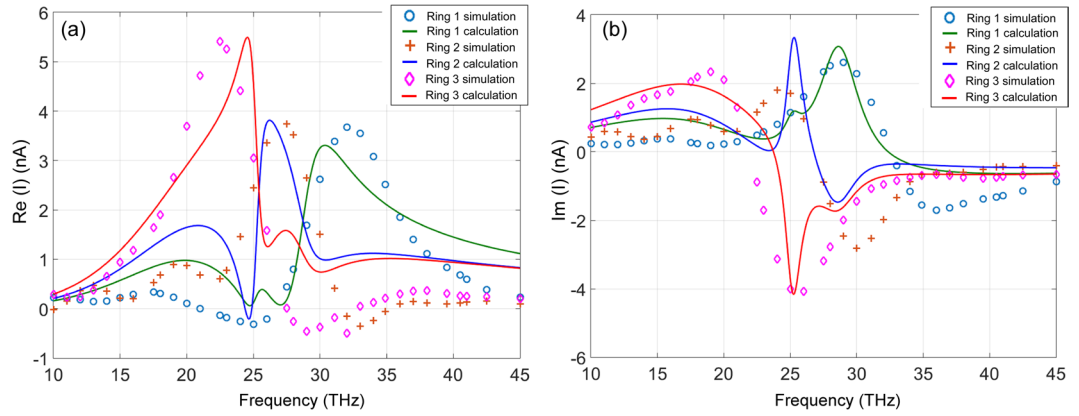 (a)
Ring 1 simulation
Ring 1 calculation
Ring 2 simulation
Ring 2 calculation
Ring 3 simulation
Ring 3 calculation
6
5
4
3
2
1
0
-1
Re (I) (nA)
10 15 20 25 30 35 40 45
Frequency (THz)
(b)
Ring 1 simulation
Ring 1 calculation
Ring 2 simulation
Ring 2 calculation
Ring 3 simulation
Ring 3 calculation
4
2
0
-2
-4
-6
Im (I) (nA)
10 15 20 25 30 35 40 45
Frequency (THz)